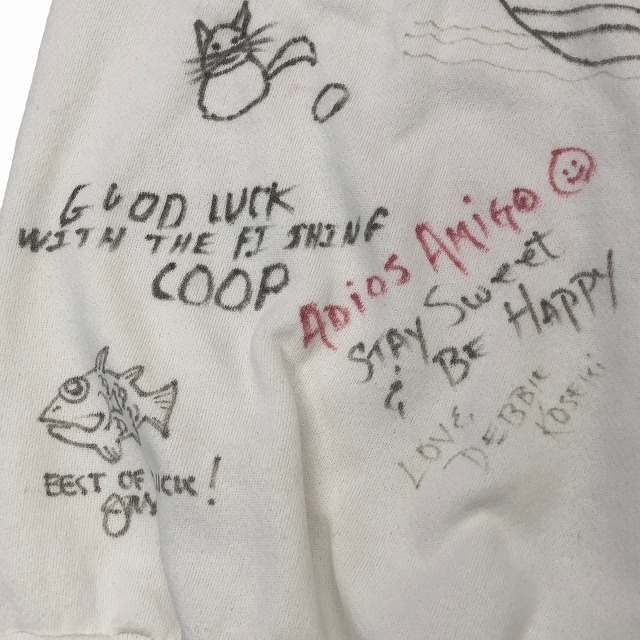 GOOD LUCK
WITH THE FISHING
COOP
ADIOS AMIGO
STAY SWEET
& BE HAPPY
LOVE,
DEBBIE
BEST OF LUCK!